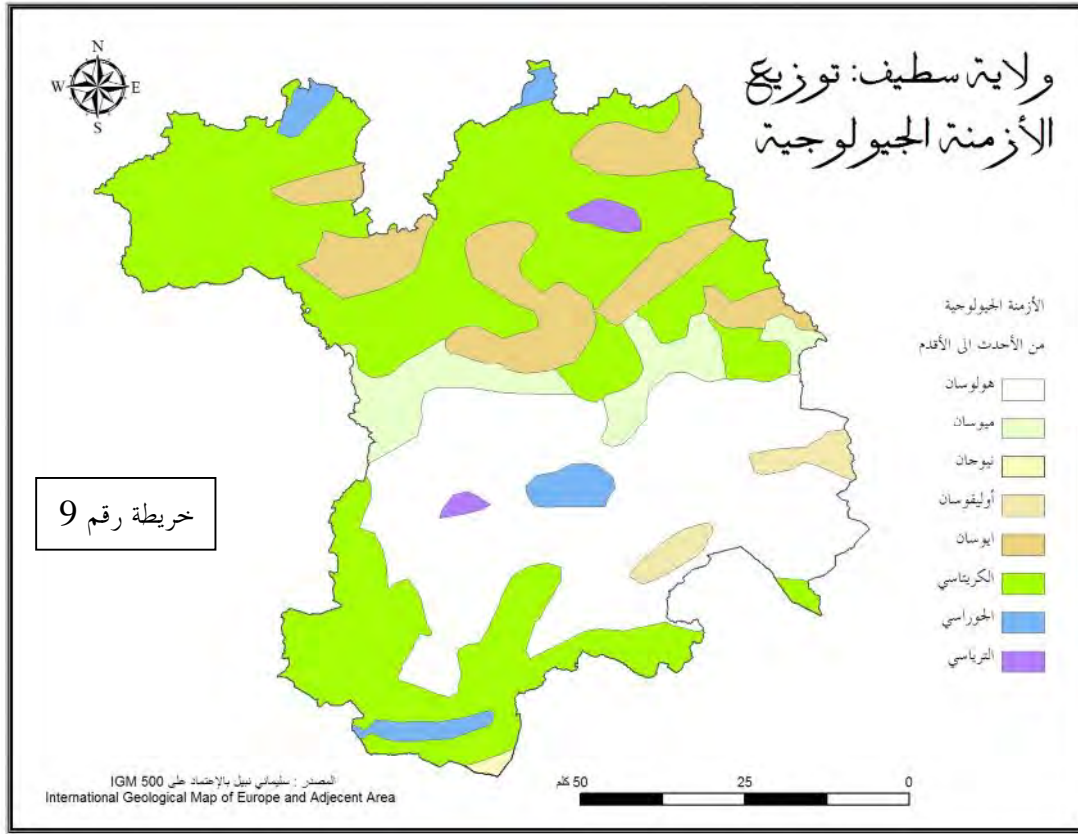 ولاية سطيف: توزيع
الأزمنة الجيولوجية
N
W E
S
الأزمنة الجيولوجية
من الأحدث الى الأقدم
هولوسان
ميوسان
نيوجان
أوليقوسان
ايوسان
الكريتاسي
الجوراسي
الترياسي
خريطة رقم 9
المصدر : سليماني نبيل بالإعتماد على IGM 500
International Geological Map of Europe and Adjecent Area
50 كلم 25 0